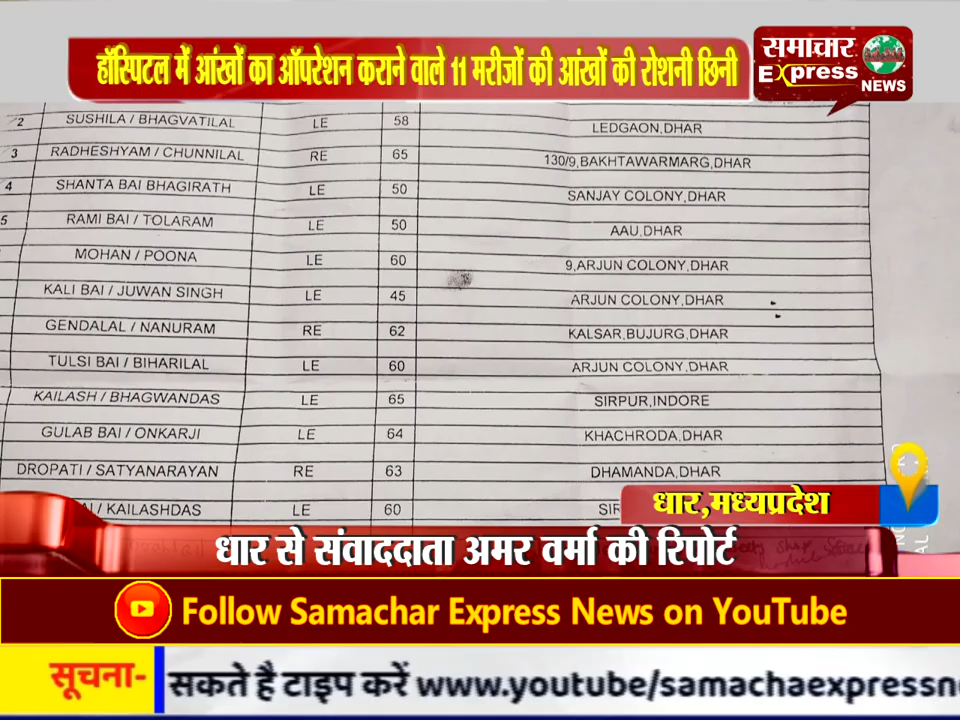 हॉस्पिटल में आंखों का ऑपरेशन कराने वाले 11 मरीजों की आंखों की रोशनी छिनी
समाचार
Express
NEWS
2 SUSHILA / BHAGVATILAL LE 58 LEDGAON,DHAR
3 RADHESHYAM / CHUNNILAL RE 65 130/9,BAKHTAWARMARG,DHAR
4 SHANTA BAI BHAGIRATH LE 50 SANJAY COLONY,DHAR
5 RAMI BAI / TOLARAM LE 50 AAU,DHAR
MOHAN / POONA LE 60 9,ARJUN COLONY,DHAR
KALI BAI / JUWAN SINGH LE 45 ARJUN COLONY,DHAR
GENDALAL / NANURAM RE 62 KALSAR,BUJURG,DHAR
TULSI BAI / BIHARILAL LE 60 ARJUN COLONY,DHAR
KAILASH / BHAGWANDAS LE 65 SIRPUR,INDORE
GULAB BAI / ONKARJI LE 64 KHACHRODA,DHAR
DROPATI / SATYANARAYAN RE 63 DHAMANDA,DHAR
/ KAILASHDAS LE 60
धार,मध्यप्रदेश
धार से संवाददाता अमर वर्मा की रिपोर्ट
Follow Samachar Express News on YouTube
सूचना- सकते है टाइप करें www.youtube/samachaexpressne